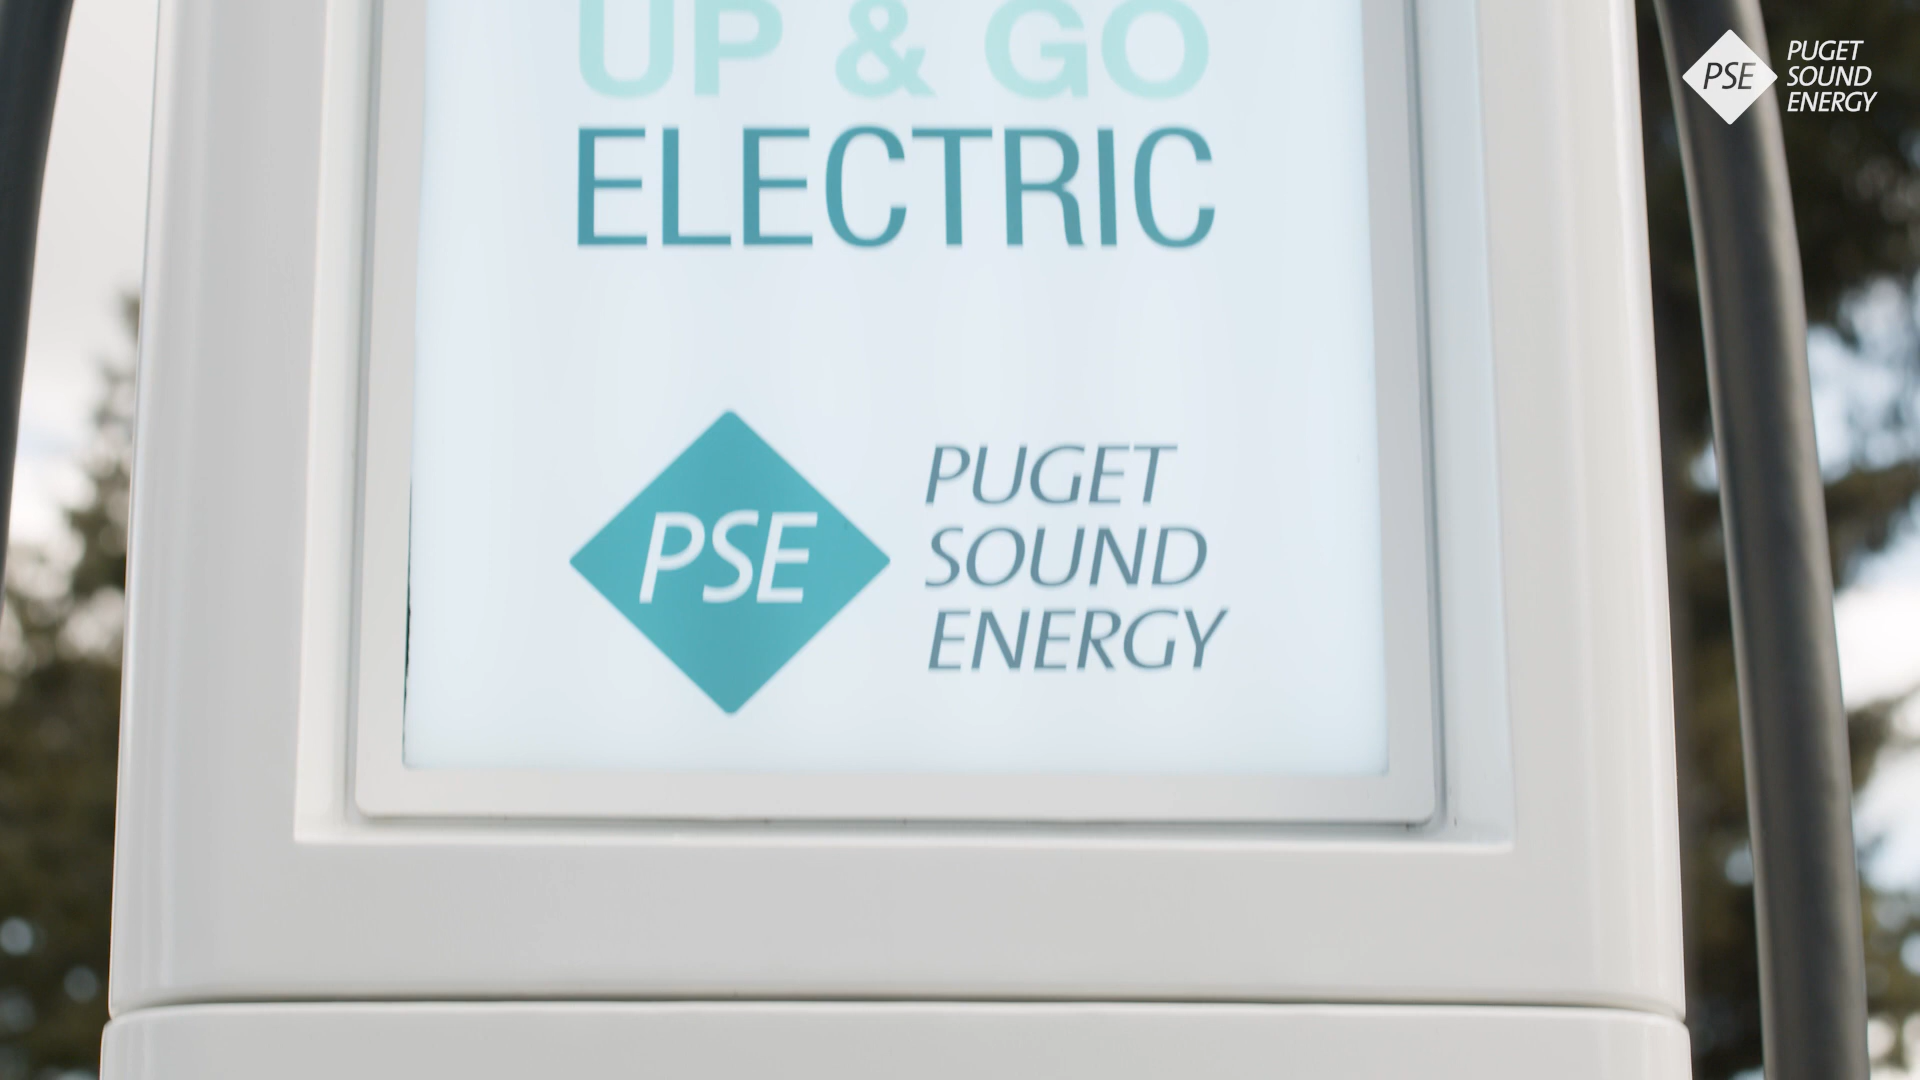 UP & GO
ELECTRIC
PSE
PUGET
SOUND
ENERGY
PSE
PUGET
SOUND
ENERGY